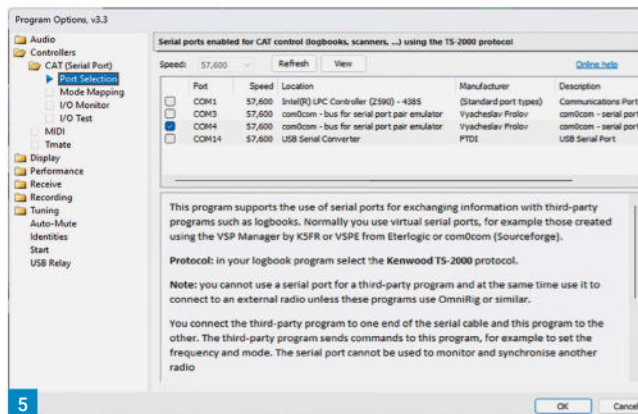 Program Options, v3.3
Audio
Controllers
CAT (Serial Port)
Port Selection
Mode Mapping
I/O Monitor
I/O Test
MIDI
Tmate
Display
Performance
Receive
Recording
Tuning
Auto-Mute
Identities
Start
USB Relay
Serial ports enabled for CAT control (logbooks, scanners, ...) using the TS-2000 protocol
Speed: 57,600 Refresh View Online help
Port Speed Location Manufacturer Description
COM1 57,600 Intel(R) LPC Controller (Z590) - 4385 (Standard port types) Communications Port
COM3 57,600 com0com - bus for serial port pair emulator Vyacheslav Frolov com0com - serial port
COM4 57,600 com0com - bus for serial port pair emulator Vyacheslav Frolov com0com - serial port
COM14 57,600 USB Serial Converter FTDI USB Serial Port
This program supports the use of serial ports for exchanging information with third-party
programs such as logbooks. Normally you use virtual serial ports, for example those created
using the VSP Manager by K5FR or VSPE from Eterlogic or com0com (Sourceforge).
Protocol: in your logbook program select the Kenwood TS-2000 protocol.
Note: you cannot use a serial port for a third-party program and at the same time use it to
connect to an external radio unless these programs use OmniRig or similar.
You connect the third-party program to one end of the serial cable and this program to the
other. The third-party program sends commands to this program, for example to set the
frequency and mode. The serial port cannot be used to monitor and synchronise another
radio
OK Cancel
5